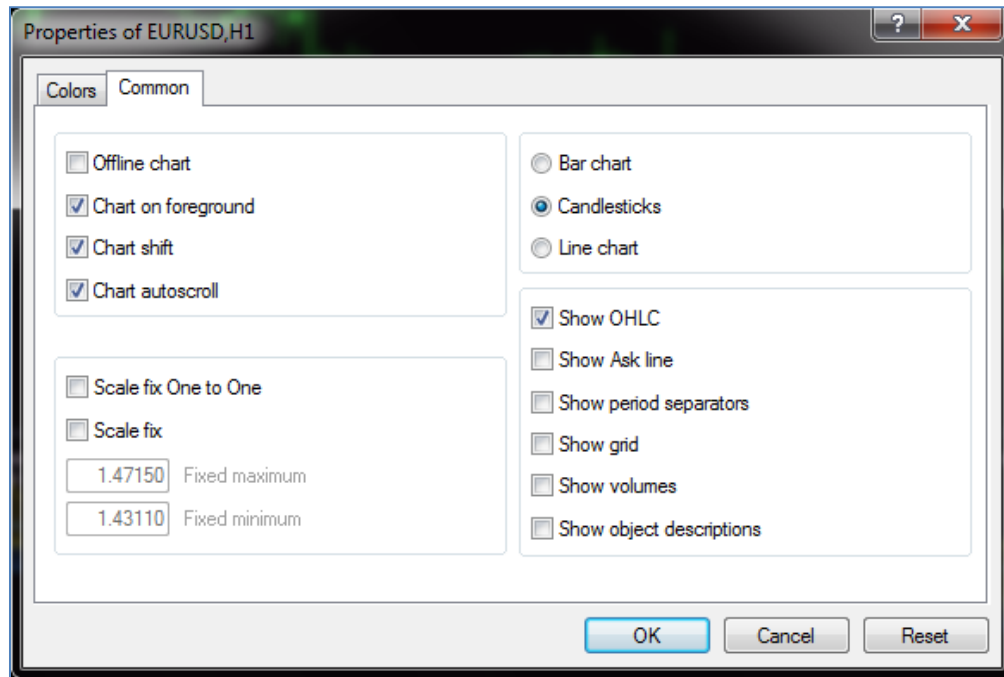 Properties of EURUSD,H1
?
X
Colors
Common
Offline chart
Chart on foreground
Chart shift
Chart autoscroll
Scale fix One to One
Scale fix
1.47150 Fixed maximum
1.43110 Fixed minimum
Bar chart
Candlesticks
Line chart
Show OHLC
Show Ask line
Show period separators
Show grid
Show volumes
Show object descriptions
OK
Cancel
Reset